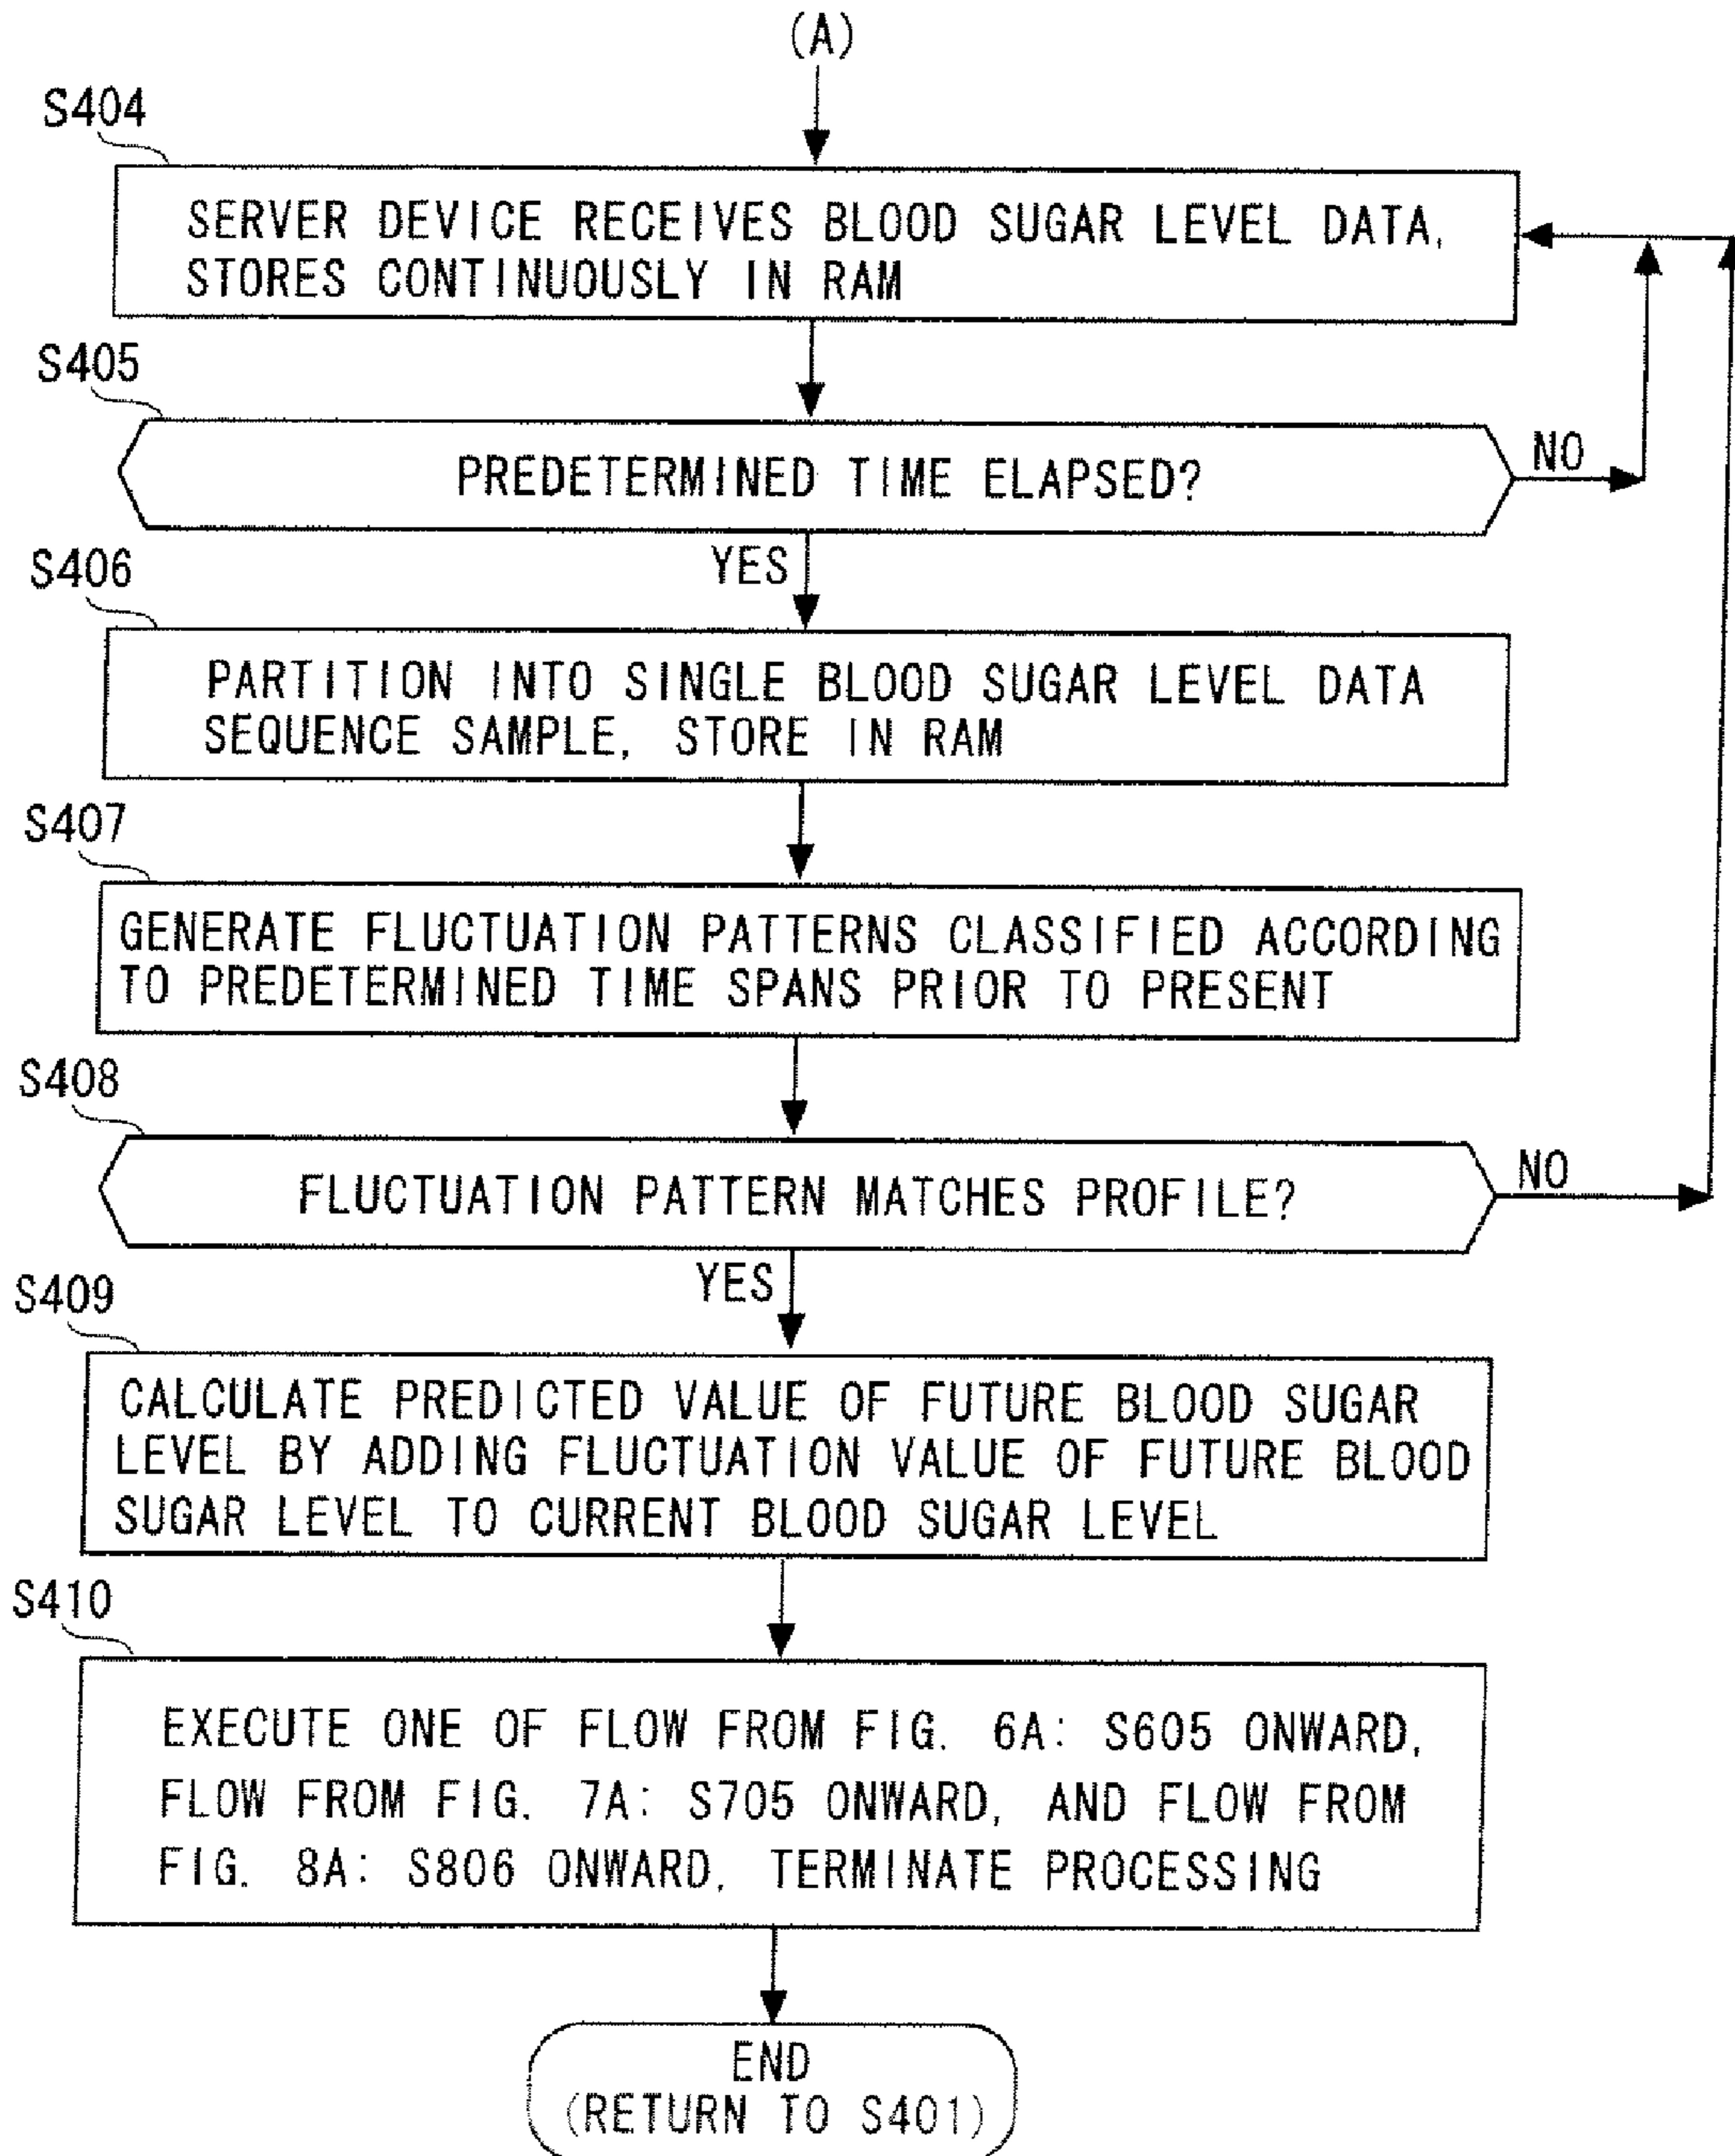 (A)
S404
SERVER DEVICE RECEIVES BLOOD SUGAR LEVEL DATA,
STORES CONTINUOUSLY IN RAM
S405
PREDETERMINED TIME ELAPSED?
NO
YES
S406
PARTITION INTO SINGLE BLOOD SUGAR LEVEL DATA
SEQUENCE SAMPLE, STORE IN RAM
S407
GENERATE FLUCTUATION PATTERNS CLASSIFIED ACCORDING
TO PREDETERMINED TIME SPANS PRIOR TO PRESENT
S408
FLUCTUATION PATTERN MATCHES PROFILE?
NO
YES
S409
CALCULATE PREDICTED VALUE OF FUTURE BLOOD SUGAR
LEVEL BY ADDING FLUCTUATION VALUE OF FUTURE BLOOD
SUGAR LEVEL TO CURRENT BLOOD SUGAR LEVEL
S410
EXECUTE ONE OF FLOW FROM FIG. 6A: S605 ONWARD,
FLOW FROM FIG. 7A: S705 ONWARD, AND FLOW FROM
FIG. 8A: S806 ONWARD, TERMINATE PROCESSING
END
(RETURN TO S401)